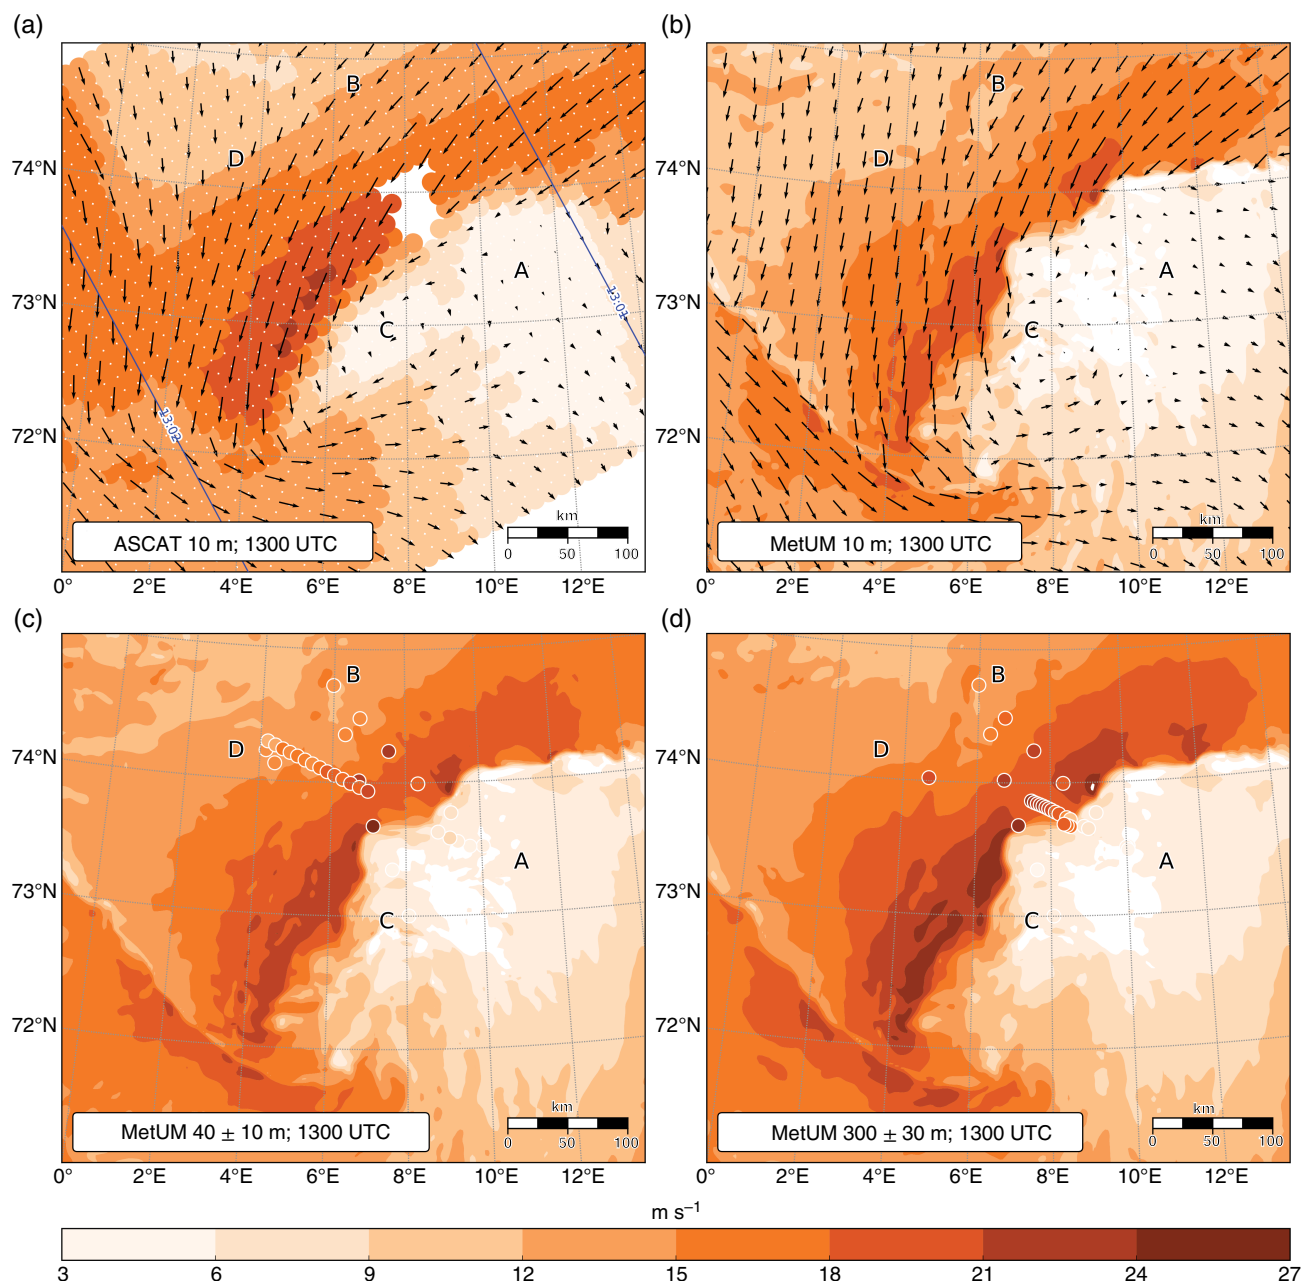 (a)
(b)
B
D
A
C
13:01
13:02
74°N
73°N
72°N
ASCAT 10 m; 1300 UTC
km
0 50 100
0 2°E 4°E 6°E 8°E 10°E 12°E
B
D
A
C
74°N
73°N
72°N
MetUM 10 m; 1300 UTC
km
0 50 100
0 2°E 4°E 6°E 8°E 10°E 12°E
(c)
(d)
B
D
A
C
74°N
73°N
72°N
MetUM 40 ± 10 m; 1300 UTC
km
0 50 100
0 2°E 4°E 6°E 8°E 10°E 12°E
B
D
A
C
74°N
73°N
72°N
MetUM 300 ± 30 m; 1300 UTC
km
0 50 100
0 2°E 4°E 6°E 8°E 10°E 12°E
m s⁻¹
3 6 9 12 15 18 21 24 27